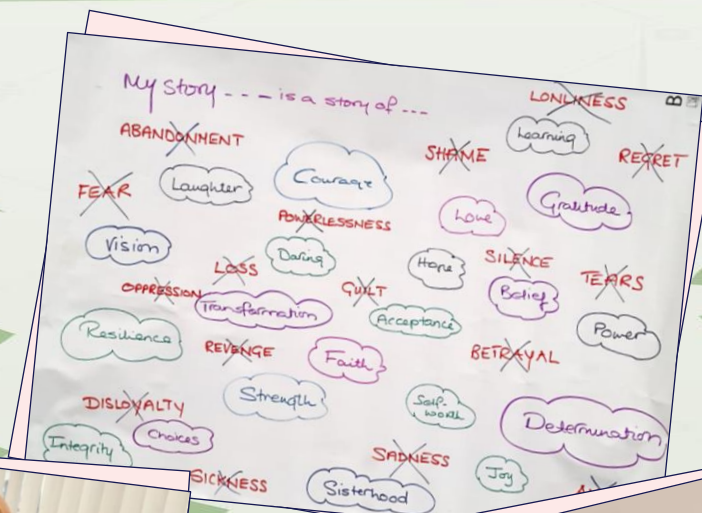 My Story - - - is a story of - - -
LONLINESS
B
Learning
ABANDONMENT
SHAME
REGRET
Courage
FEAR
Laughter
Gratitude
Love
POWERLESSNESS
Vision
Daring
Hope
SILENCE
LOSS
TEARS
OPPRESSION
GUILT
Belief
Transformation
Acceptance
Power
Resilience
REVENGE
Faith
BETRAYAL
Strength
Self-
worth
DISLOYALTY
Determination
Choices
Integrity
SADNESS
Joy
SICKNESS
Sisterhood